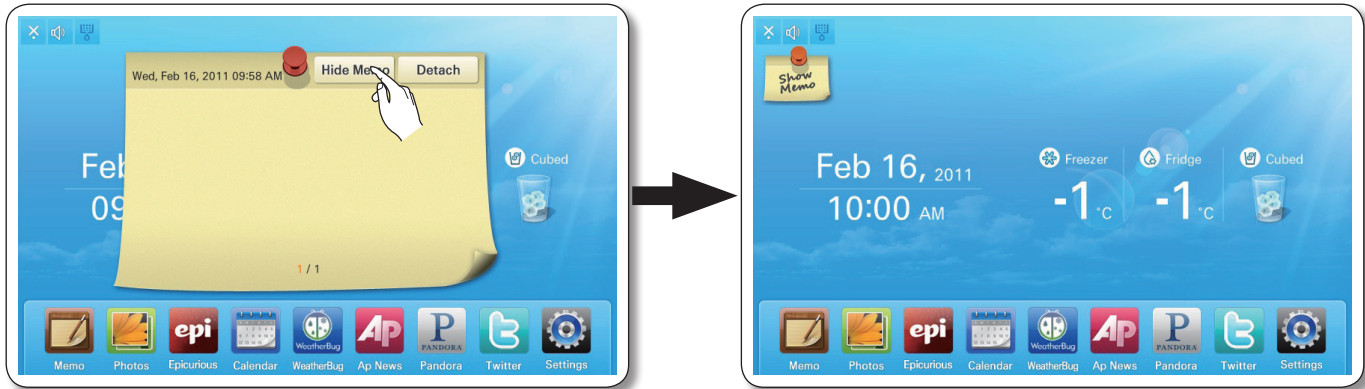 Wed, Feb 16, 2011 09:58 AM
Hide Memo
Detach
Feb
09
Cubed
1 / 1
epi
WeatherBug
AP
P
PANDORA
Memo Photos Epicurious Calendar WeatherBug Ap News Pandora Twitter Settings
Show
Memo
Feb 16, 2011
10:00 AM
Freezer
-1 °C
Fridge
-1 °C
Cubed
epi
WeatherBug
AP
P
PANDORA
Memo Photos Epicurious Calendar WeatherBug Ap News Pandora Twitter Settings